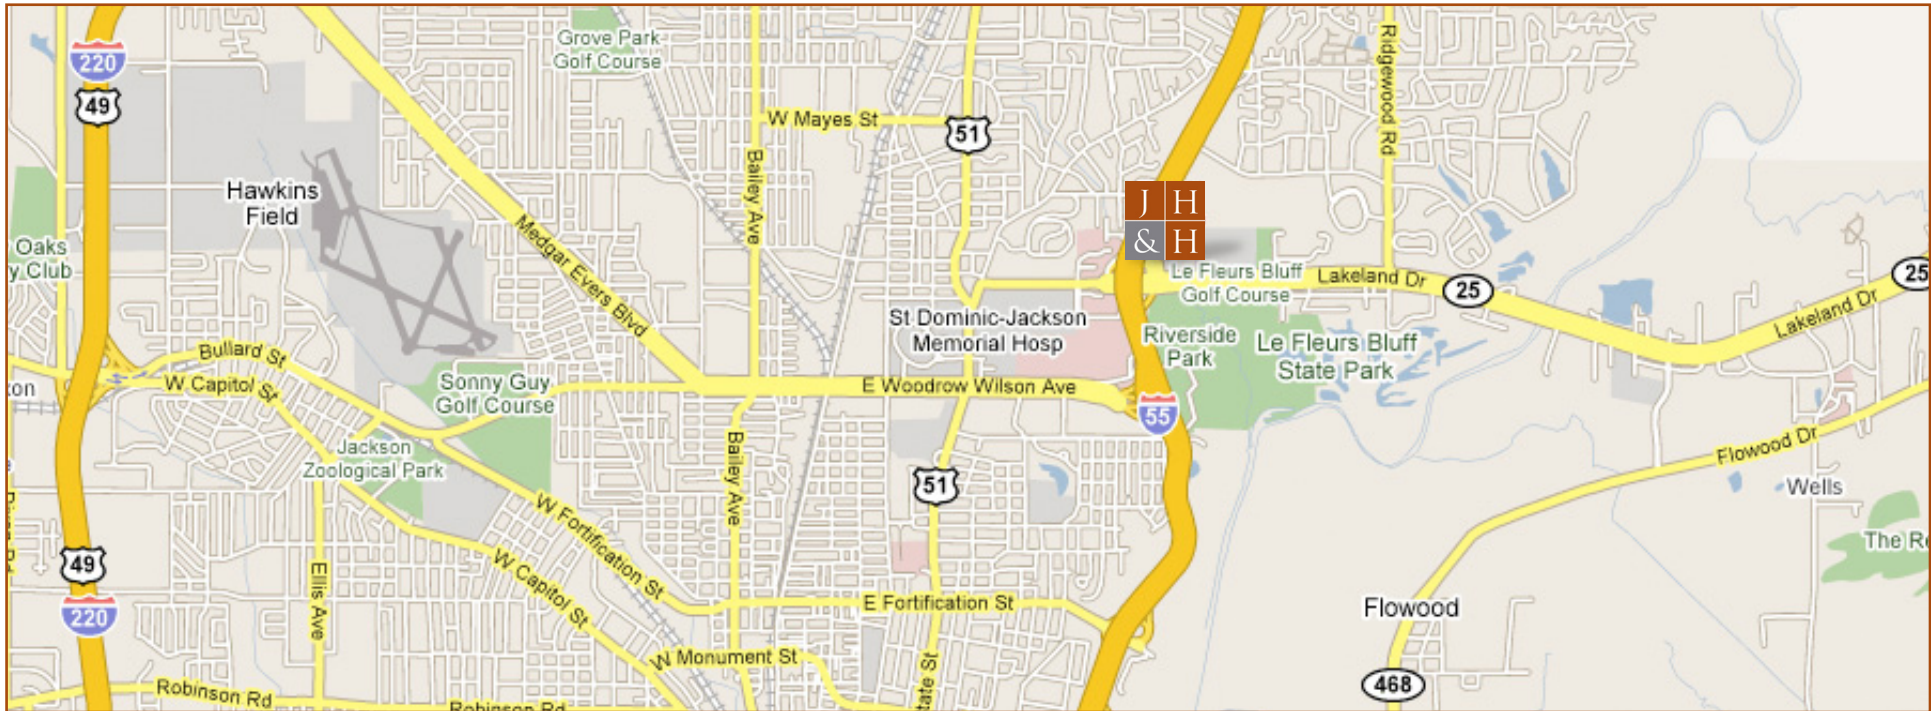 220
49
Grove Park
Golf Course
W Mayes St
51
Ridgewood Rd
Bailey Ave
Hawkins
Field
J H
& H
Medgar Evers Blvd
Oaks
y Club
Le Fleurs Bluff
Golf Course
Lakeland Dr
25
25
Lakeland Dr
St Dominic-Jackson
Memorial Hosp
Riverside
Park
Le Fleurs Bluff
State Park
Bullard St
W Capitol St
Sonny Guy
Golf Course
E Woodrow Wilson Ave
55
Jackson
Zoological Park
Bailey Ave
51
Flowood Dr
Wells
W Fortification St
The Re
49
W Capitol St
Ellis Ave
220
E Fortification St
Flowood
W Monument St
tate St
468
Robinson Rd
Robinson Rd